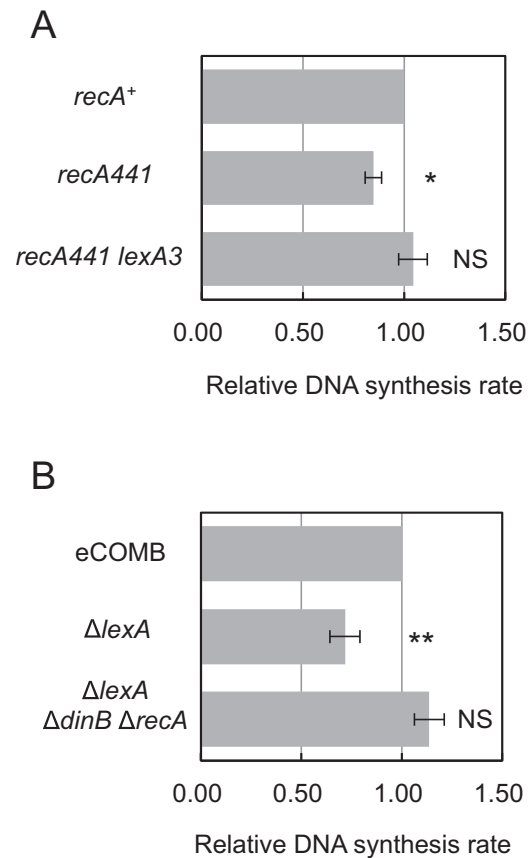 A
recA+
recA441
*
recA441 lexA3
NS
0.00 0.50 1.00 1.50
Relative DNA synthesis rate
B
eCOMB
ΔlexA
**
ΔlexA
ΔdinB ΔrecA
NS
0.00 0.50 1.00 1.50
Relative DNA synthesis rate